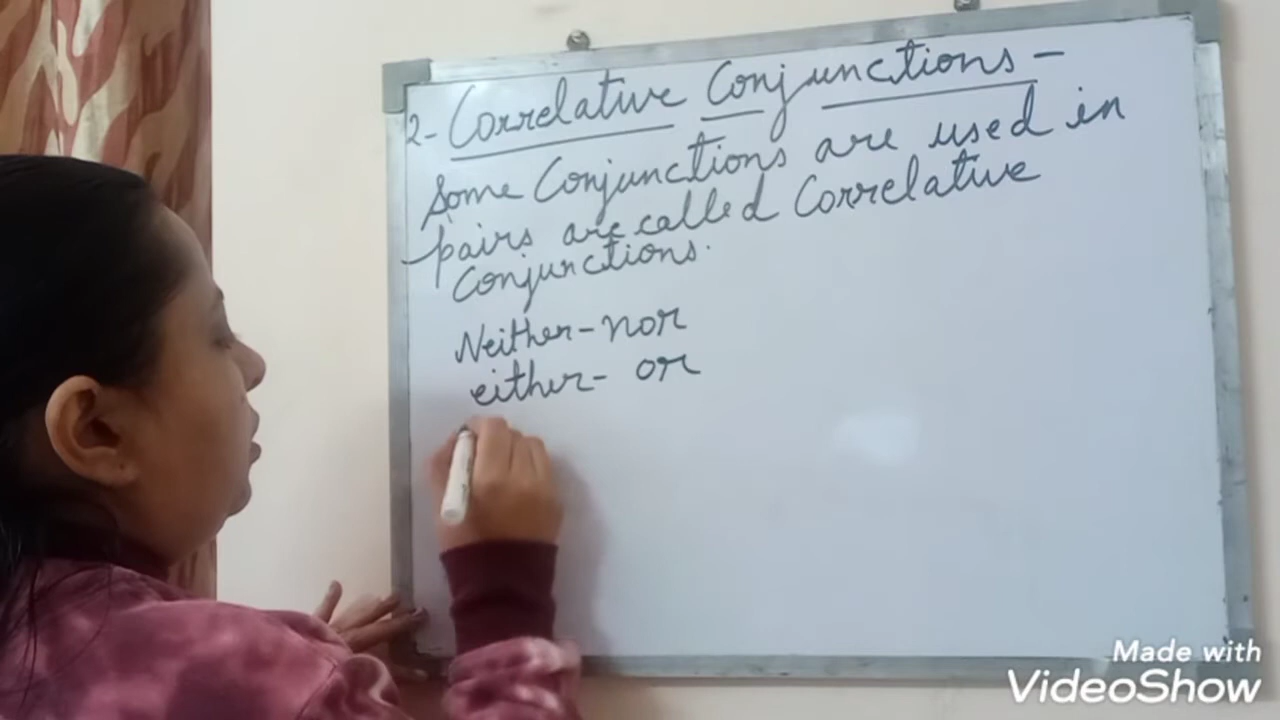 2- Correlative Conjunctions -
Some Conjunctions are used in
pairs are called Correlative
Conjunctions.
Neither - nor
either - or
Made with
VideoShow